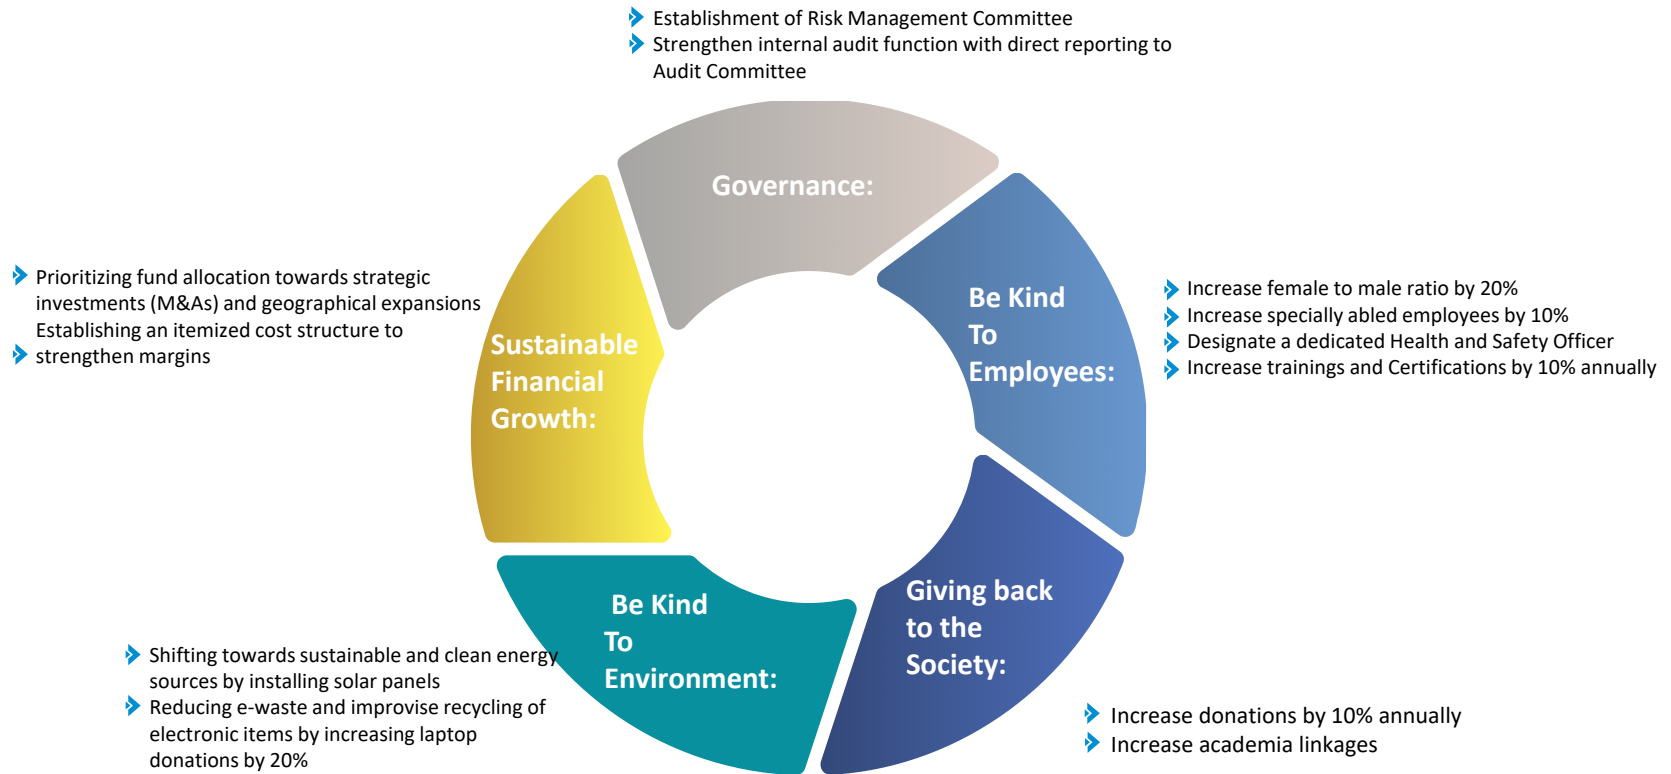 Establishment of Risk Management Committee
Strengthen internal audit function with direct reporting to
Audit Committee
Governance:
Be Kind
To
Employees:
Increase female to male ratio by 20%
Increase specially abled employees by 10%
Designate a dedicated Health and Safety Officer
Increase trainings and Certifications by 10% annually
Giving back
to the
Society:
Increase donations by 10% annually
Increase academia linkages
Be Kind
To
Environment:
Shifting towards sustainable and clean energy
sources by installing solar panels
Reducing e-waste and improvise recycling of
electronic items by increasing laptop
donations by 20%
Sustainable
Financial
Growth:
Prioritizing fund allocation towards strategic
investments (M&As) and geographical expansions
Establishing an itemized cost structure to
strengthen margins